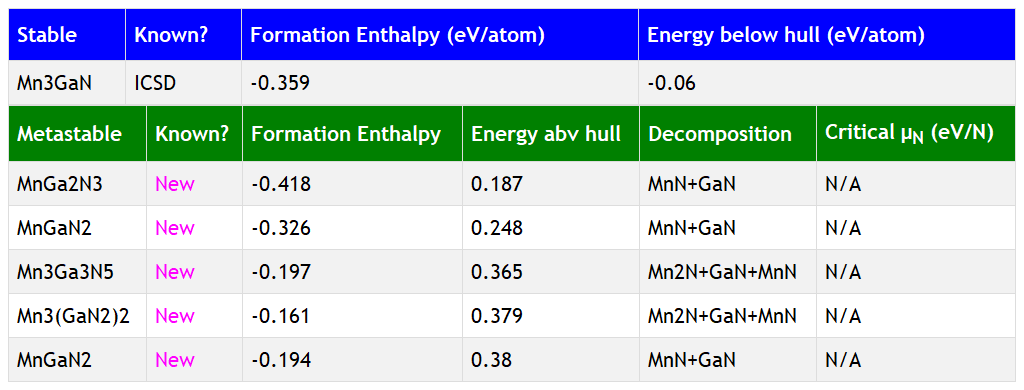 Stable Known? Formation Enthalpy (eV/atom) Energy below hull (eV/atom)
Mn3GaN ICSD -0.359 -0.06
Metastable Known? Formation Enthalpy Energy abv hull Decomposition Critical μN (eV/N)
MnGa2N3 New -0.418 0.187 MnN+GaN N/A
MnGaN2 New -0.326 0.248 MnN+GaN N/A
Mn3Ga3N5 New -0.197 0.365 Mn2N+GaN+MnN N/A
Mn3(GaN2)2 New -0.161 0.379 Mn2N+GaN+MnN N/A
MnGaN2 New -0.194 0.38 MnN+GaN N/A